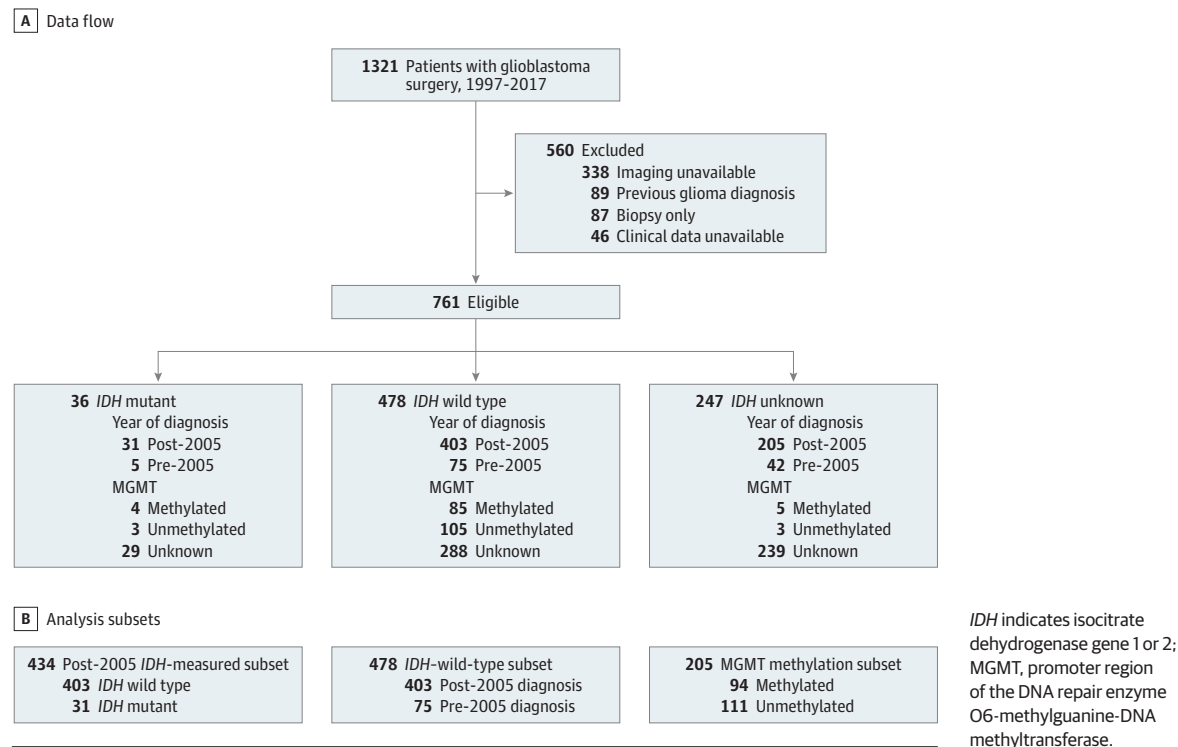 A Data flow
1321 Patients with glioblastoma
surgery, 1997-2017
560 Excluded
338 Imaging unavailable
89 Previous glioma diagnosis
87 Biopsy only
46 Clinical data unavailable
761 Eligible
36 IDH mutant
Year of diagnosis
31 Post-2005
5 Pre-2005
MGMT
4 Methylated
3 Unmethylated
29 Unknown
478 IDH wild type
Year of diagnosis
403 Post-2005
75 Pre-2005
MGMT
85 Methylated
105 Unmethylated
288 Unknown
247 IDH unknown
Year of diagnosis
205 Post-2005
42 Pre-2005
MGMT
5 Methylated
3 Unmethylated
239 Unknown
B Analysis subsets
434 Post-2005 IDH-measured subset
403 IDH wild type
31 IDH mutant
478 IDH-wild-type subset
403 Post-2005 diagnosis
75 Pre-2005 diagnosis
205 MGMT methylation subset
94 Methylated
111 Unmethylated
IDH indicates isocitrate
dehydrogenase gene 1 or 2;
MGMT, promoter region
of the DNA repair enzyme
O6-methylguanine-DNA
methyltransferase.